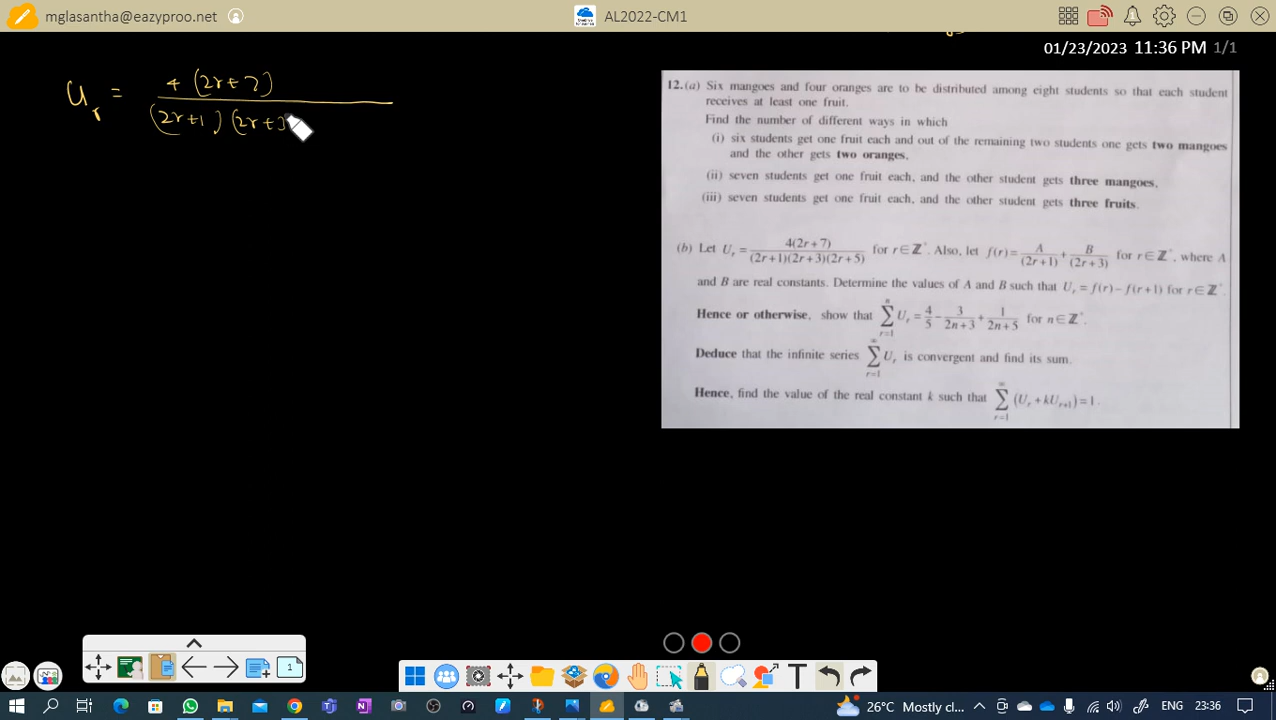 mglasantha@eazyproo.net
AL2022-CM1
01/23/2023 11:36 PM 1/1
U_r = 4(2r+7) / (2r+1)(2r+3
12.(a) Six mangoes and four oranges are to be distributed among eight students so that each student
receives at least one fruit.
Find the number of different ways in which
(i) six students get one fruit each and out of the remaining two students one gets two mangoes
and the other gets two oranges,
(ii) seven students get one fruit each, and the other student gets three mangoes,
(iii) seven students get one fruit each, and the other student gets three fruits.
(b) Let U_r = 4(2r+7) / (2r+1)(2r+3)(2r+5) for r∈ℤ⁺. Also, let f(r) = A/(2r+1) + B/(2r+3) for r∈ℤ⁺, where A
and B are real constants. Determine the values of A and B such that U_r = f(r) − f(r+1) for r∈ℤ⁺.
Hence or otherwise, show that ∑_{r=1}^{n} U_r = 4/5 − 3/(2n+3) + 1/(2n+5) for n∈ℤ⁺.
Deduce that the infinite series ∑_{r=1}^{∞} U_r is convergent and find its sum.
Hence, find the value of the real constant k such that ∑_{r=1}^{∞} (U_r + kU_{r+1}) = 1.
1
T
26°C Mostly cl...
ENG 23:36